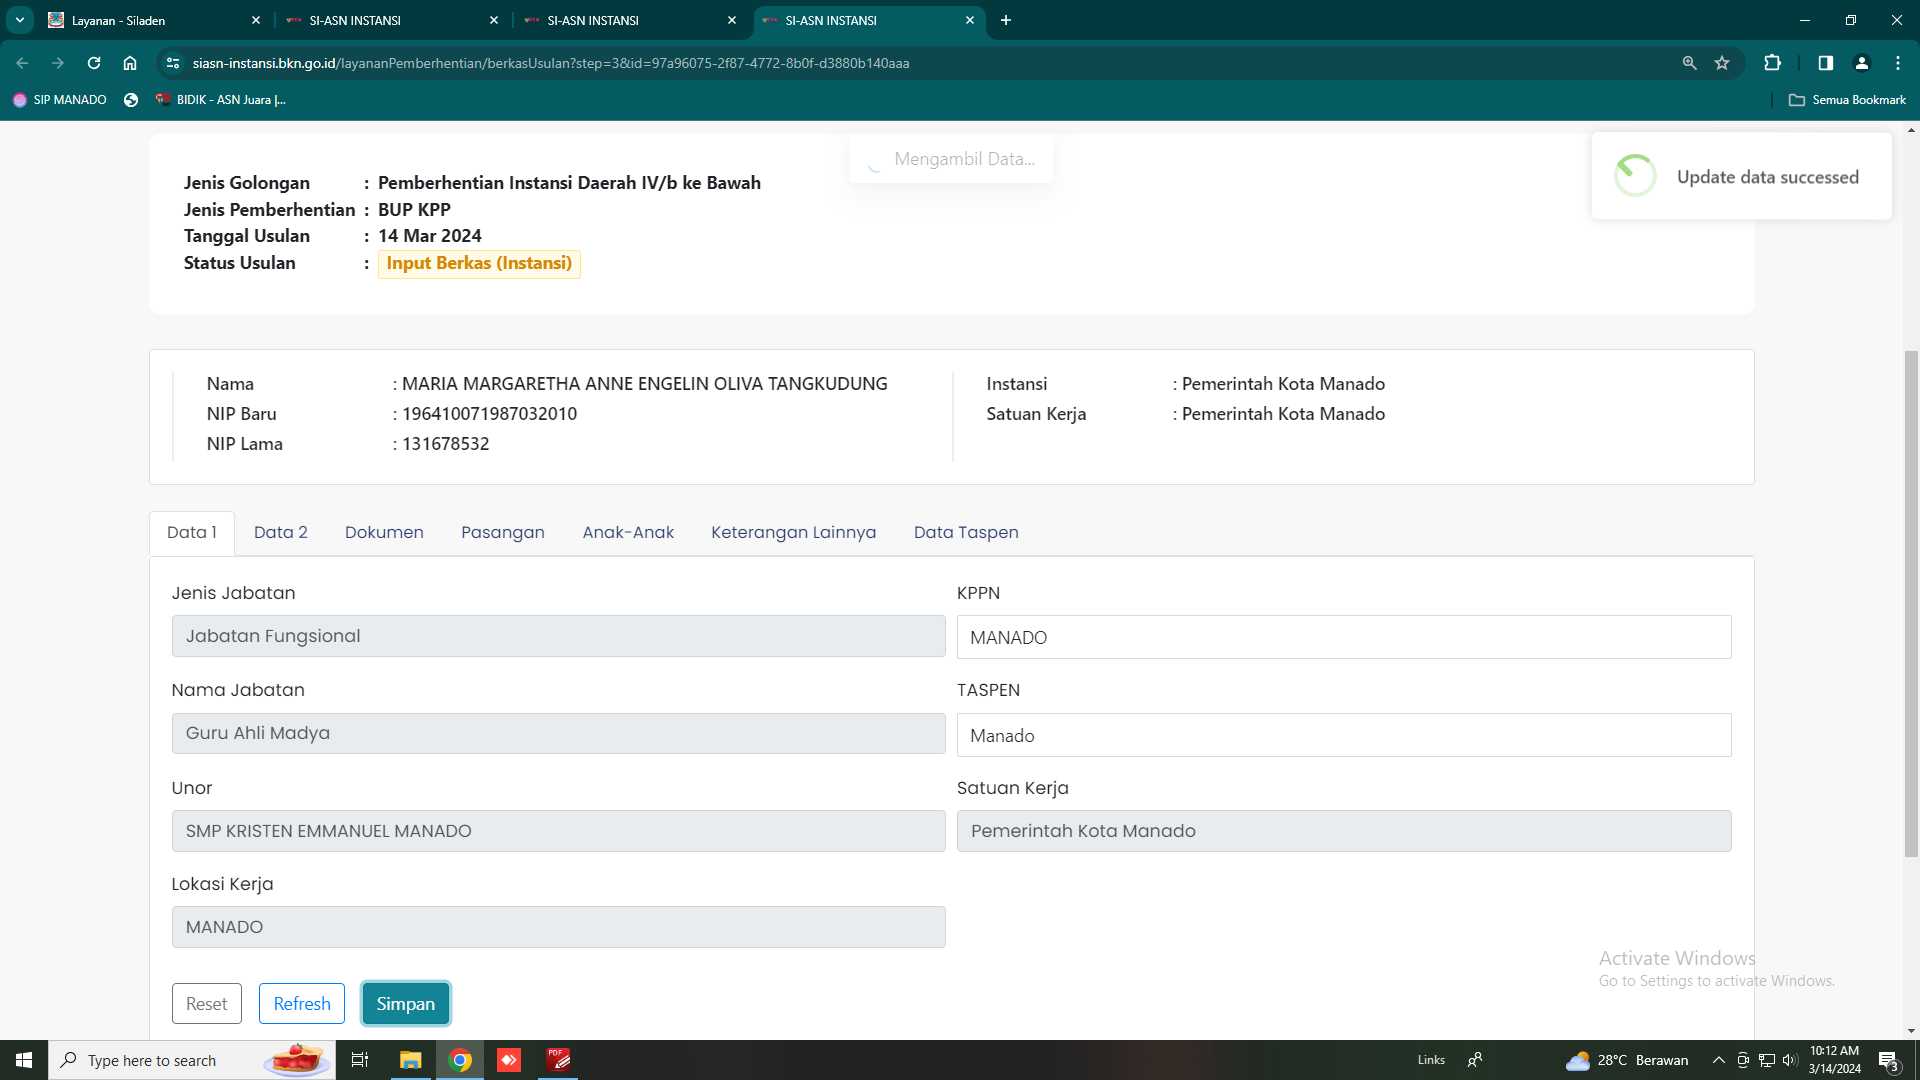 Layanan - Siladen
SI-ASN INSTANSI
SI-ASN INSTANSI
SI-ASN INSTANSI
siasn-instansi.bkn.go.id/layananPemberhentian/berkasUsulan?step=3&id=97a96075-2f87-4772-8b0f-d3880b140aaa
SIP MANADO
BIDIK - ASN Juara |...
Semua Bookmark
Mengambil Data...
Update data successed
Jenis Golongan : Pemberhentian Instansi Daerah IV/b ke Bawah
Jenis Pemberhentian : BUP KPP
Tanggal Usulan : 14 Mar 2024
Status Usulan : Input Berkas (Instansi)
Nama : MARIA MARGARETHA ANNE ENGELIN OLIVA TANGKUDUNG
NIP Baru : 196410071987032010
NIP Lama : 131678532
Instansi : Pemerintah Kota Manado
Satuan Kerja : Pemerintah Kota Manado
Data 1 Data 2 Dokumen Pasangan Anak-Anak Keterangan Lainnya Data Taspen
Jenis Jabatan
Jabatan Fungsional
KPPN
MANADO
Nama Jabatan
Guru Ahli Madya
TASPEN
Manado
Unor
SMP KRISTEN EMMANUEL MANADO
Satuan Kerja
Pemerintah Kota Manado
Lokasi Kerja
MANADO
Reset Refresh Simpan
Activate Windows
Go to Settings to activate Windows.
Type here to search
PDF
Links
28°C Berawan
10:12 AM
3/14/2024
3